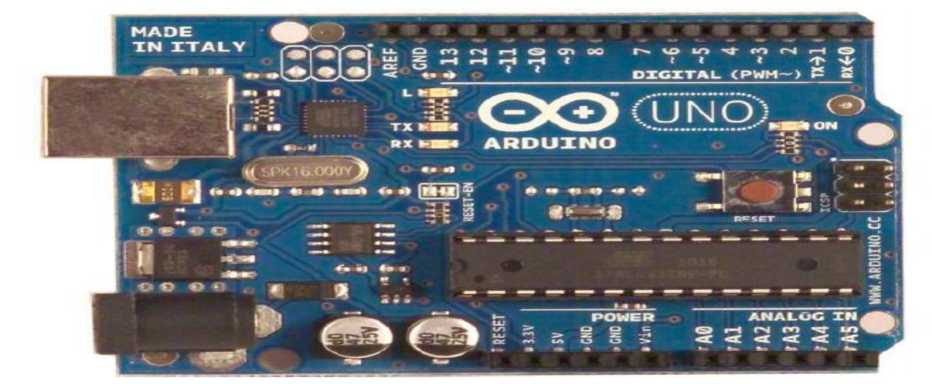 MADE
IN ITALY
AREF
GND
13
12
~11
~10
~9
8
7
~6
~5
4
~3
2
TX→1
RX←0
DIGITAL (PWM~)
L
TX
RX
ARDUINO
UNO
™
ON
SPK16.000Y
RESET-EN
RESET
ICSP
WWW.ARDUINO.CC
47
25V
47
25V
POWER
ANALOG IN
RESET
3.3V
5V
GND
GND
Vin
A0
A1
A2
A3
A4
A5